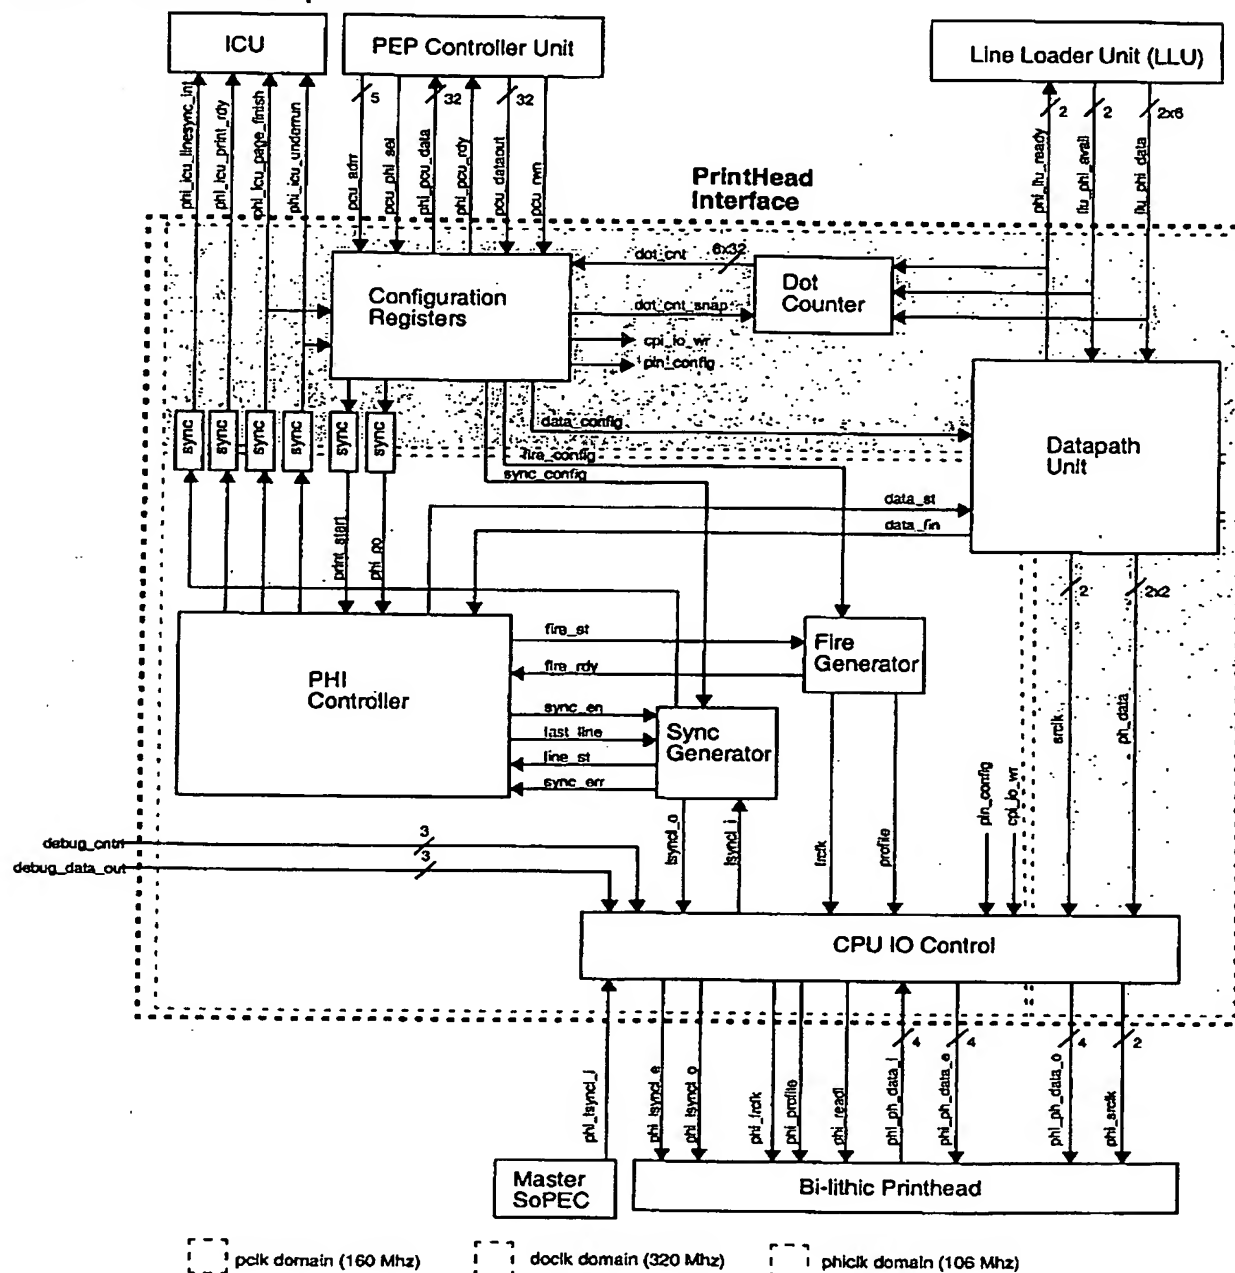 ICU
PEP Controller Unit
Line Loader Unit (LLU)
phi_icu_linesync_int
phi_icu_print_rdy
phi_icu_page_finish
phi_icu_underrun
5
32
32
pcu_adrr
pcu_phi_sel
phi_pcu_data
phi_pcu_rdy
pcu_dataout
pcu_rwn
2
2
2x6
phi_llu_ready
llu_phi_avail
llu_phi_data
PrintHead
Interface
Configuration
Registers
dot_cnt
6x32
dot_cnt_snap
cpi_io_wr
pin_config
Dot
Counter
sync
sync
sync
sync
sync
sync
data_config
fire_config
sync_config
Datapath
Unit
print_start
phi_go
data_st
data_fin
2
2x2
PHI
Controller
fire_st
fire_rdy
Fire
Generator
sync_en
last_line
line_st
sync_err
Sync
Generator
srclk
ph_data
lsyncl_o
lsyncl_i
frclk
profile
pin_config
cpi_io_wr
debug_cntrl
3
debug_data_out
3
CPU IO Control
phi_lsyncl_i
phi_lsyncl_e
phi_lsyncl_o
phi_frclk
phi_profile
phi_readl
phi_ph_data_i
4
phi_ph_data_e
4
phi_ph_data_o
4
phi_srclk
2
Master
SoPEC
Bi-lithic Printhead
pclk domain (160 Mhz)
doclk domain (320 Mhz)
phiclk domain (106 Mhz)